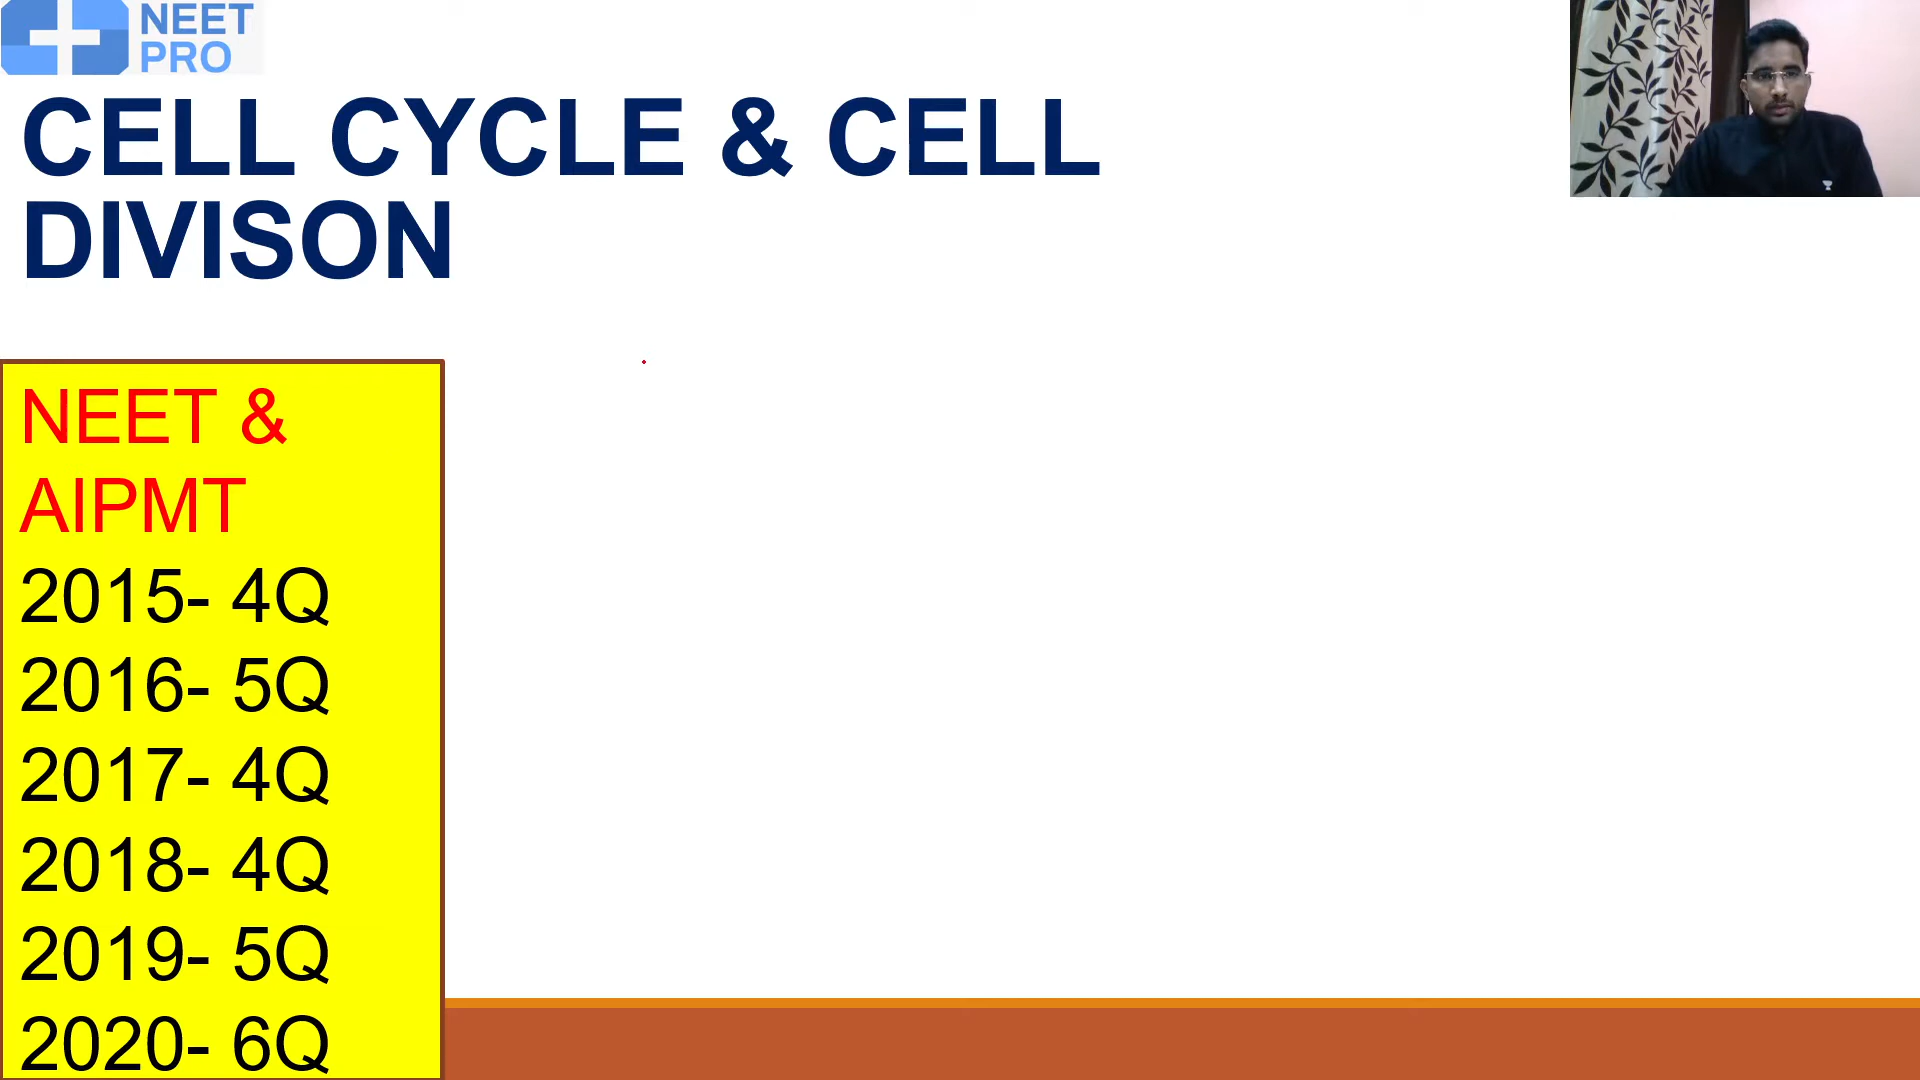 NEET
PRO
CELL CYCLE & CELL
DIVISON
NEET &
AIPMT
2015- 4Q
2016- 5Q
2017- 4Q
2018- 4Q
2019- 5Q
2020- 6Q